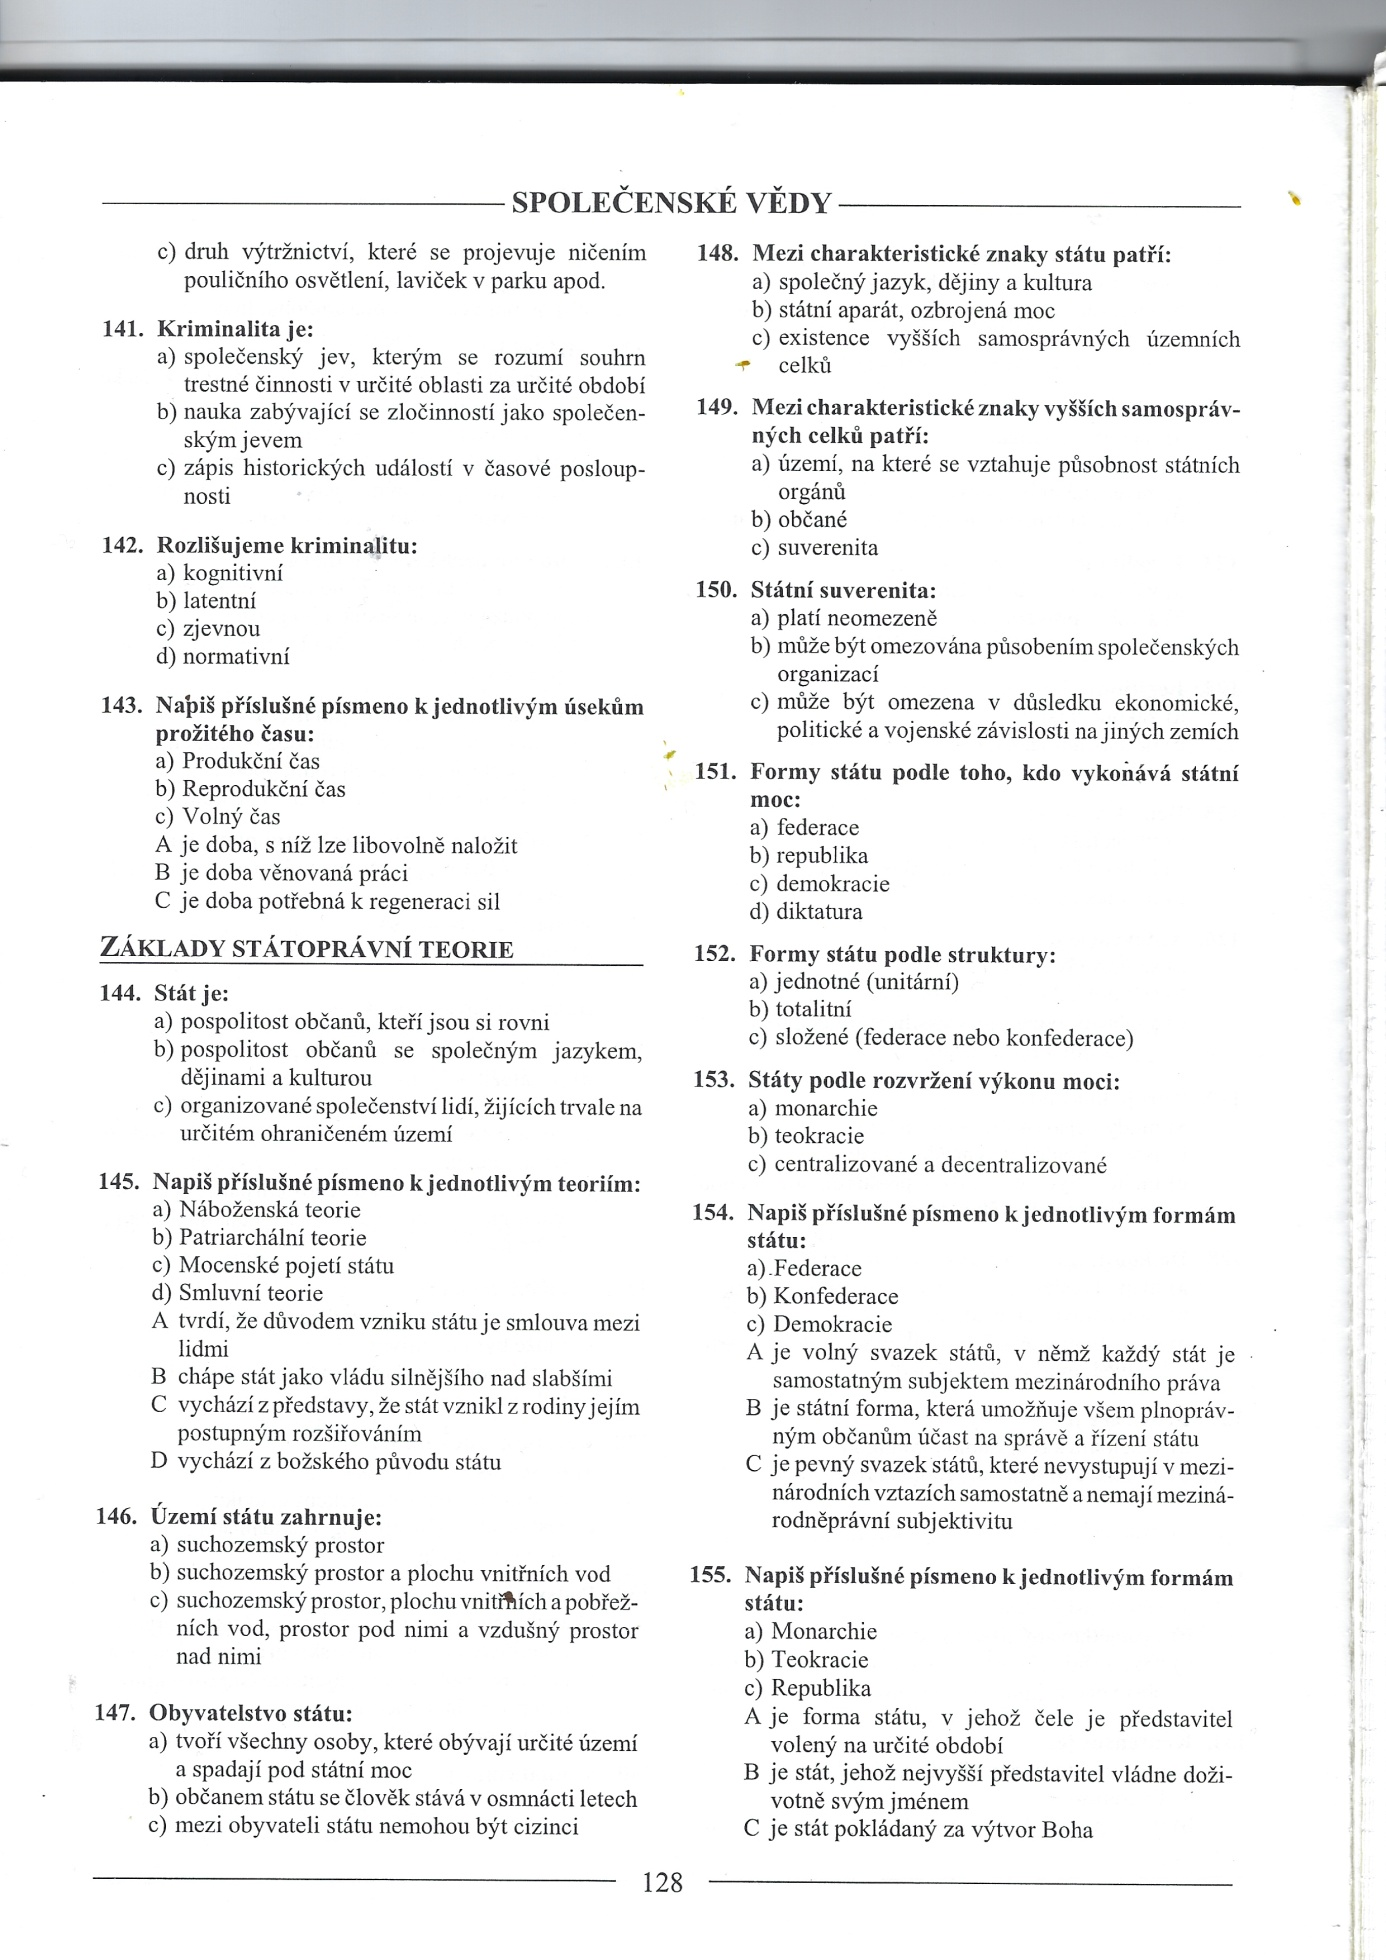 SPOLEČENSKÉ VĚDY
c) druh výtržnictví, které se projevuje ničením
pouličního osvětlení, laviček v parku apod.
141. Kriminalita je:
a) společenský jev, kterým se rozumí souhrn
trestné činnosti v určité oblasti za určité období
b) nauka zabývající se zločinností jako společen-
ským jevem
c) zápis historických událostí v časové posloup-
nosti
142. Rozlišujeme kriminalitu:
a) kognitivní
b) latentní
c) zjevnou
d) normativní
143. Napiš příslušné písmeno k jednotlivým úsekům
prožitého času:
a) Produkční čas
b) Reprodukční čas
c) Volný čas
A je doba, s níž lze libovolně naložit
B je doba věnovaná práci
C je doba potřebná k regeneraci sil
ZÁKLADY STÁTOPRÁVNÍ TEORIE
144. Stát je:
a) pospolitost občanů, kteří jsou si rovni
b) pospolitost občanů se společným jazykem,
dějinami a kulturou
c) organizované společenství lidí, žijících trvale na
určitém ohraničeném území
145. Napiš příslušné písmeno k jednotlivým teoriím:
a) Náboženská teorie
b) Patriarchální teorie
c) Mocenské pojetí státu
d) Smluvní teorie
A tvrdí, že důvodem vzniku státu je smlouva mezi
lidmi
B chápe stát jako vládu silnějšího nad slabšími
C vychází z představy, že stát vznikl z rodiny jejím
postupným rozšiřováním
D vychází z božského původu státu
146. Území státu zahrnuje:
a) suchozemský prostor
b) suchozemský prostor a plochu vnitřních vod
c) suchozemský prostor, plochu vnitřních a pobřež-
ních vod, prostor pod nimi a vzdušný prostor
nad nimi
147. Obyvatelstvo státu:
a) tvoří všechny osoby, které obývají určité území
a spadají pod státní moc
b) občanem státu se člověk stává v osmnácti letech
c) mezi obyvateli státu nemohou být cizinci
148. Mezi charakteristické znaky státu patří:
a) společný jazyk, dějiny a kultura
b) státní aparát, ozbrojená moc
c) existence vyšších samosprávných územních
celků
149. Mezi charakteristické znaky vyšších samospráv-
ných celků patří:
a) území, na které se vztahuje působnost státních
orgánů
b) občané
c) suverenita
150. Státní suverenita:
a) platí neomezeně
b) může být omezována působením společenských
organizací
c) může být omezena v důsledku ekonomické,
politické a vojenské závislosti na jiných zemích
151. Formy státu podle toho, kdo vykonává státní
moc:
a) federace
b) republika
c) demokracie
d) diktatura
152. Formy státu podle struktury:
a) jednotné (unitární)
b) totalitní
c) složené (federace nebo konfederace)
153. Státy podle rozvržení výkonu moci:
a) monarchie
b) teokracie
c) centralizované a decentralizované
154. Napiš příslušné písmeno k jednotlivým formám
státu:
a) Federace
b) Konfederace
c) Demokracie
A je volný svazek států, v němž každý stát je
samostatným subjektem mezinárodního práva
B je státní forma, která umožňuje všem plnopráv-
ným občanům účast na správě a řízení státu
C je pevný svazek států, které nevystupují v mezi-
národních vztazích samostatně a nemají meziná-
rodněprávní subjektivitu
155. Napiš příslušné písmeno k jednotlivým formám
státu:
a) Monarchie
b) Teokracie
c) Republika
A je forma státu, v jehož čele je představitel
volený na určité období
B je stát, jehož nejvyšší představitel vládne doži-
votně svým jménem
C je stát pokládaný za výtvor Boha
128